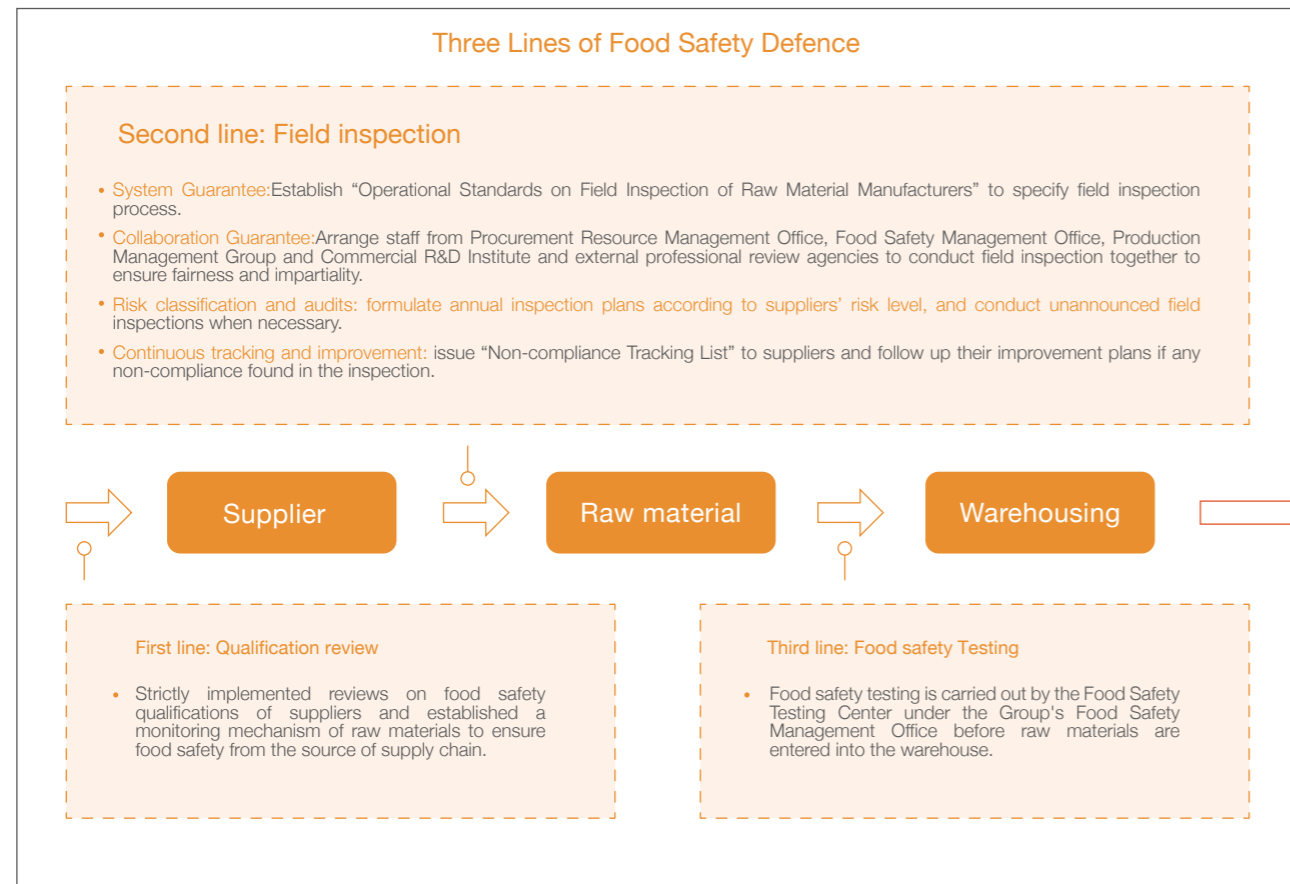 Three Lines of Food Safety Defence
Second line: Field inspection
• System Guarantee:Establish “Operational Standards on Field Inspection of Raw Material Manufacturers” to specify field inspection
process.
• Collaboration Guarantee:Arrange staff from Procurement Resource Management Office, Food Safety Management Office, Production
Management Group and Commercial R&D Institute and external professional review agencies to conduct field inspection together to
ensure fairness and impartiality.
• Risk classification and audits: formulate annual inspection plans according to suppliers’ risk level, and conduct unannounced field
inspections when necessary.
• Continuous tracking and improvement: issue “Non-compliance Tracking List” to suppliers and follow up their improvement plans if any
non-compliance found in the inspection.
Supplier
Raw material
Warehousing
First line: Qualification review
• Strictly implemented reviews on food safety
qualifications of suppliers and established a
monitoring mechanism of raw materials to ensure
food safety from the source of supply chain.
Third line: Food safety Testing
• Food safety testing is carried out by the Food Safety
Testing Center under the Group's Food Safety
Management Office before raw materials are
entered into the warehouse.